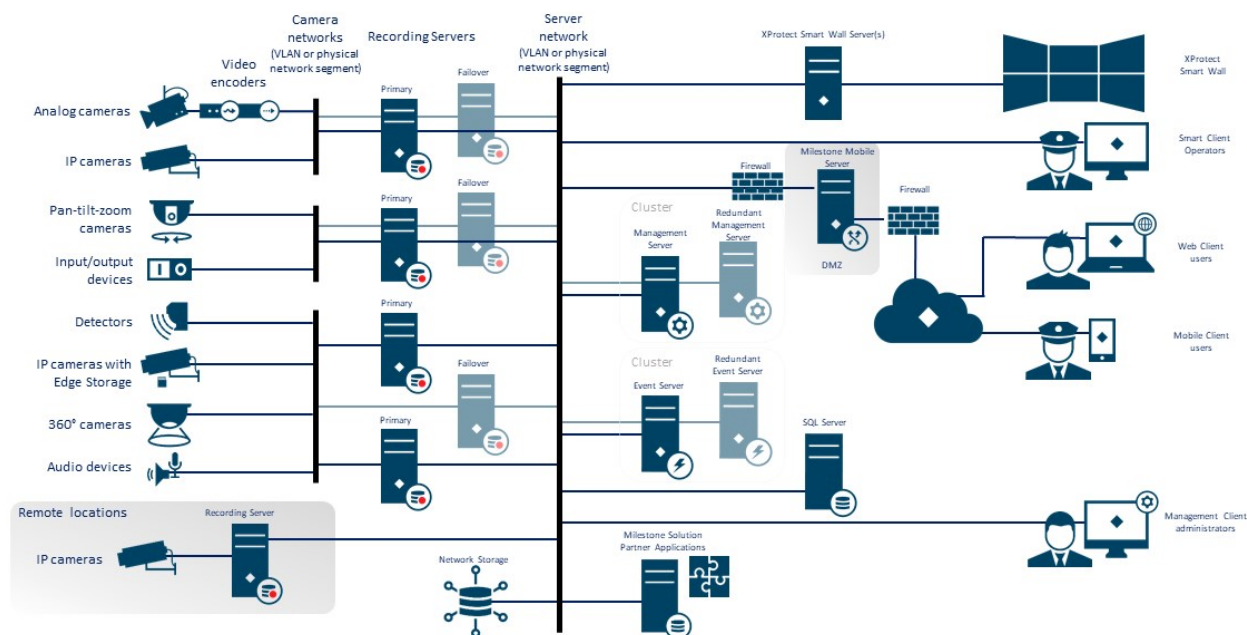 Camera
networks
(VLAN or physical
network segment)
Recording Servers
Server
network
(VLAN or physical
network segment)
XProtect Smart Wall Server(s)
XProtect
Smart Wall
Video
encoders
Failover
Primary
Analog cameras
IP cameras
Smart Client
Operators
Milestone Mobile
Server
Firewall
Firewall
DMZ
Failover
Primary
Pan-tilt-zoom
cameras
Input/output
devices
Cluster
Management
Server
Redundant
Management
Server
Web Client
users
Primary
Detectors
IP cameras with
Edge Storage
Failover
Mobile Client
users
Cluster
Event Server
Redundant
Event Server
SQL Server
360° cameras
Primary
Audio devices
Remote locations
Recording Server
IP cameras
Management Client
administrators
Network Storage
Milestone Solution
Partner Applications